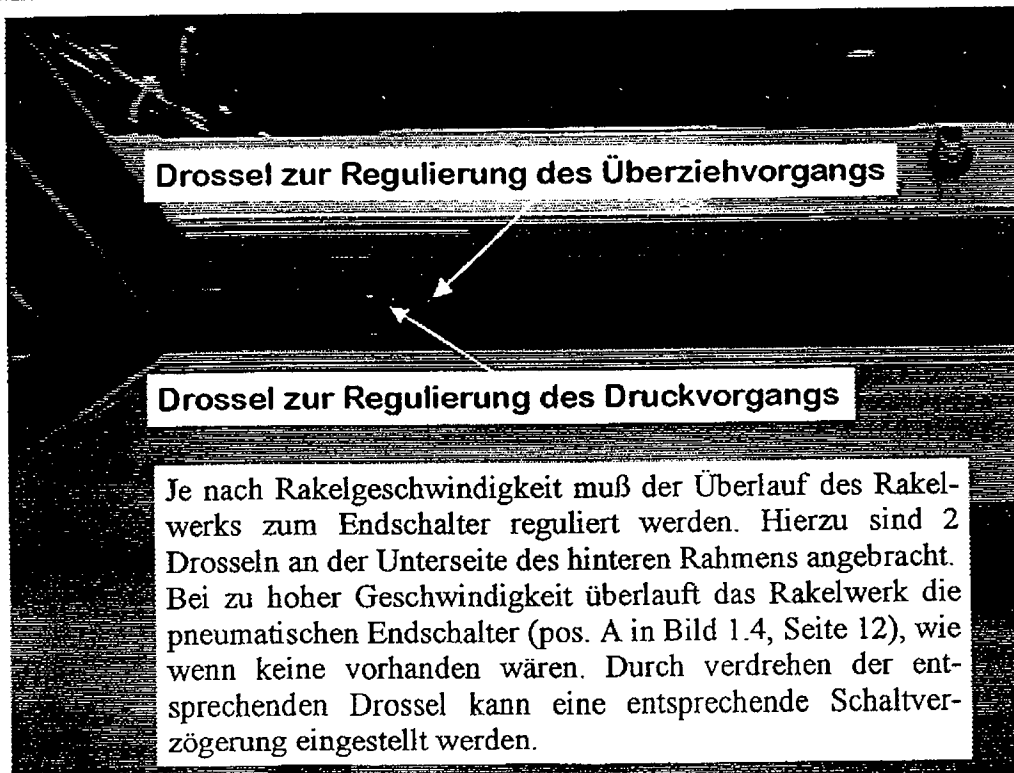 Drossel zur Regulierung des Überziehvorgangs
Drossel zur Regulierung des Druckvorgangs
Je nach Rakelgeschwindigkeit muß der Überlauf des Rakel-
werks zum Endschalter reguliert werden. Hierzu sind 2
Drosseln an der Unterseite des hinteren Rahmens angebracht.
Bei zu hoher Geschwindigkeit überlauft das Rakelwerk die
pneumatischen Endschalter (pos. A in Bild 1.4, Seite 12), wie
wenn keine vorhanden wären. Durch verdrehen der ent-
sprechenden Drossel kann eine entsprechende Schaltver-
zögerung eingestellt werden.